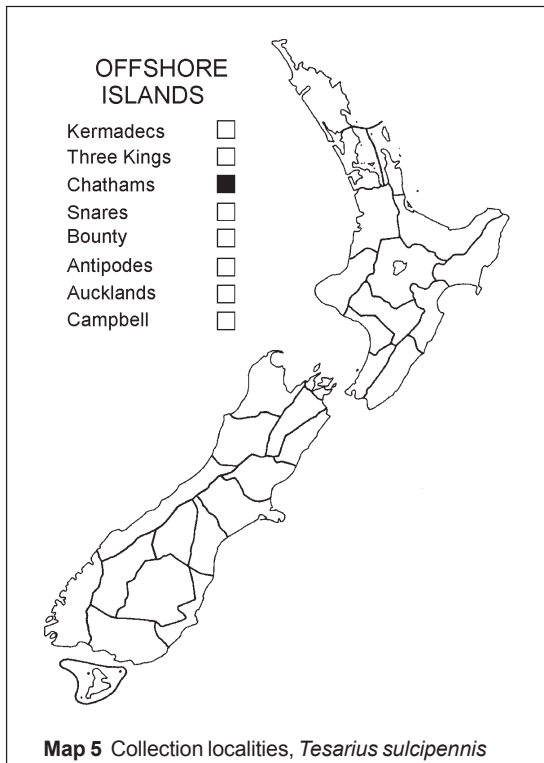 OFFSHORE
ISLANDS
Kermadecs
Three Kings
Chathams
Snares
Bounty
Antipodes
Aucklands
Campbell
Map 5 Collection localities, Tesarius sulcipennis